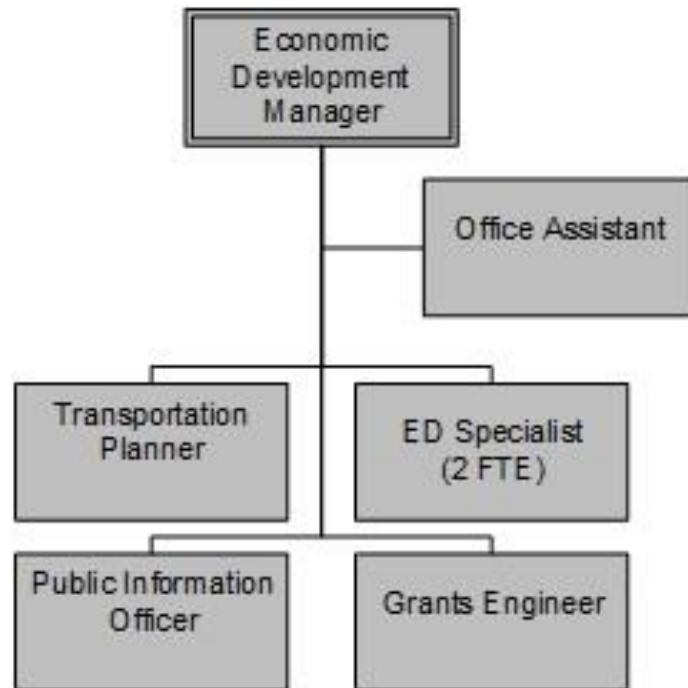 Economic
Development
Manager
Office Assistant
Transportation
Planner
ED Specialist
(2 FTE)
Public Information
Officer
Grants Engineer